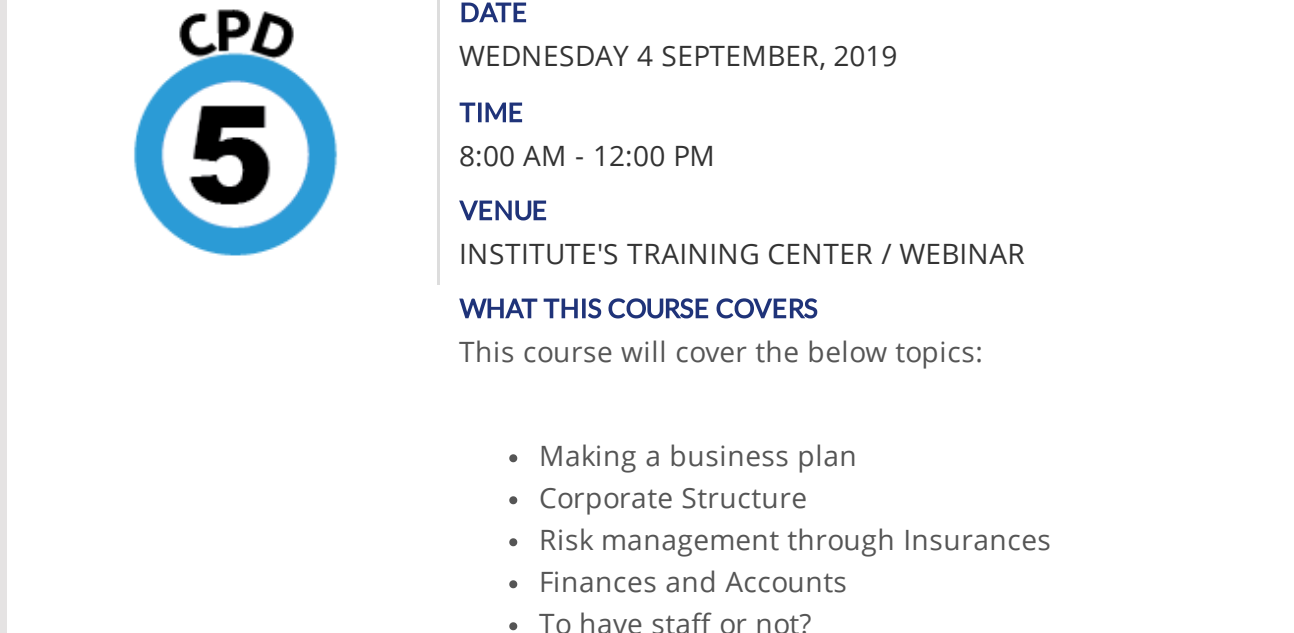 CPD
5
DATE
WEDNESDAY 4 SEPTEMBER, 2019
TIME
8:00 AM - 12:00 PM
VENUE
INSTITUTE'S TRAINING CENTER / WEBINAR
WHAT THIS COURSE COVERS
This course will cover the below topics:
• Making a business plan
• Corporate Structure
• Risk management through Insurances
• Finances and Accounts
• To have staff or not?